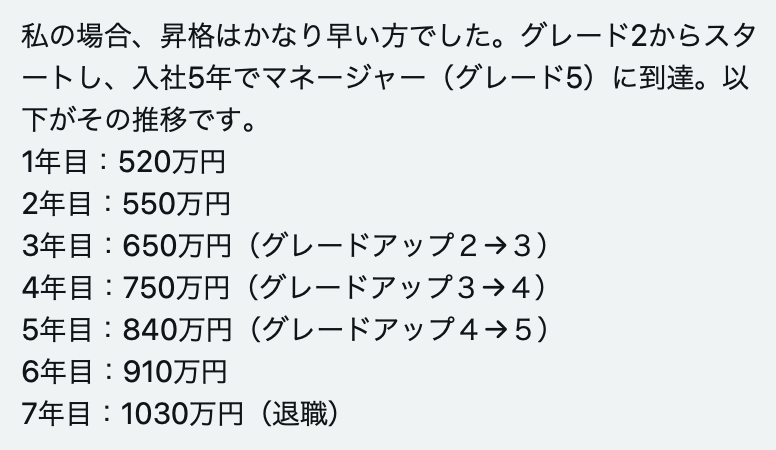 私の場合、昇格はかなり早い方でした。グレード2からスタ
ートし、入社5年でマネージャー（グレード5）に到達。以
下がその推移です。
1年目：520万円
2年目：550万円
3年目：650万円（グレードアップ２→３）
4年目：750万円（グレードアップ３→４）
5年目：840万円（グレードアップ４→５）
6年目：910万円
7年目：1030万円（退職）